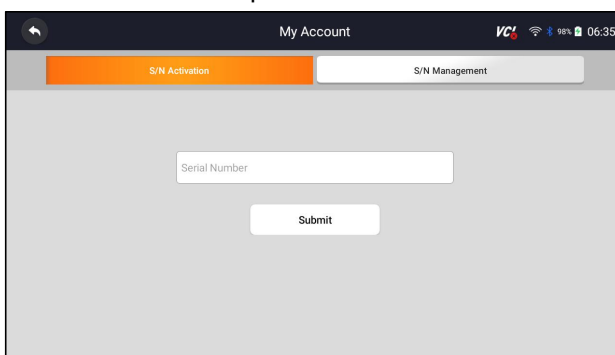 My Account
VCI 98% 06:35
S/N Activation
S/N Management
Serial Number
Submit